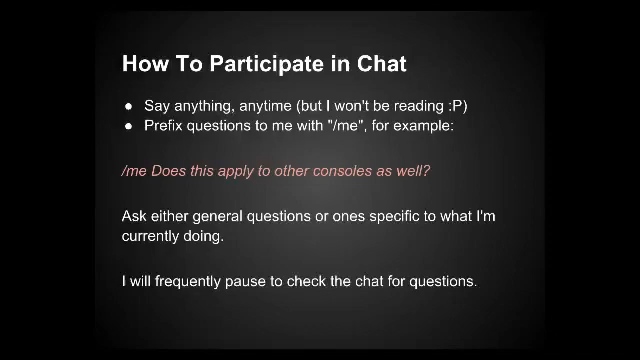 How To Participate in Chat
● Say anything, anytime (but I won't be reading :P)
● Prefix questions to me with "/me", for example:
/me Does this apply to other consoles as well?
Ask either general questions or ones specific to what I'm
currently doing.
I will frequently pause to check the chat for questions.